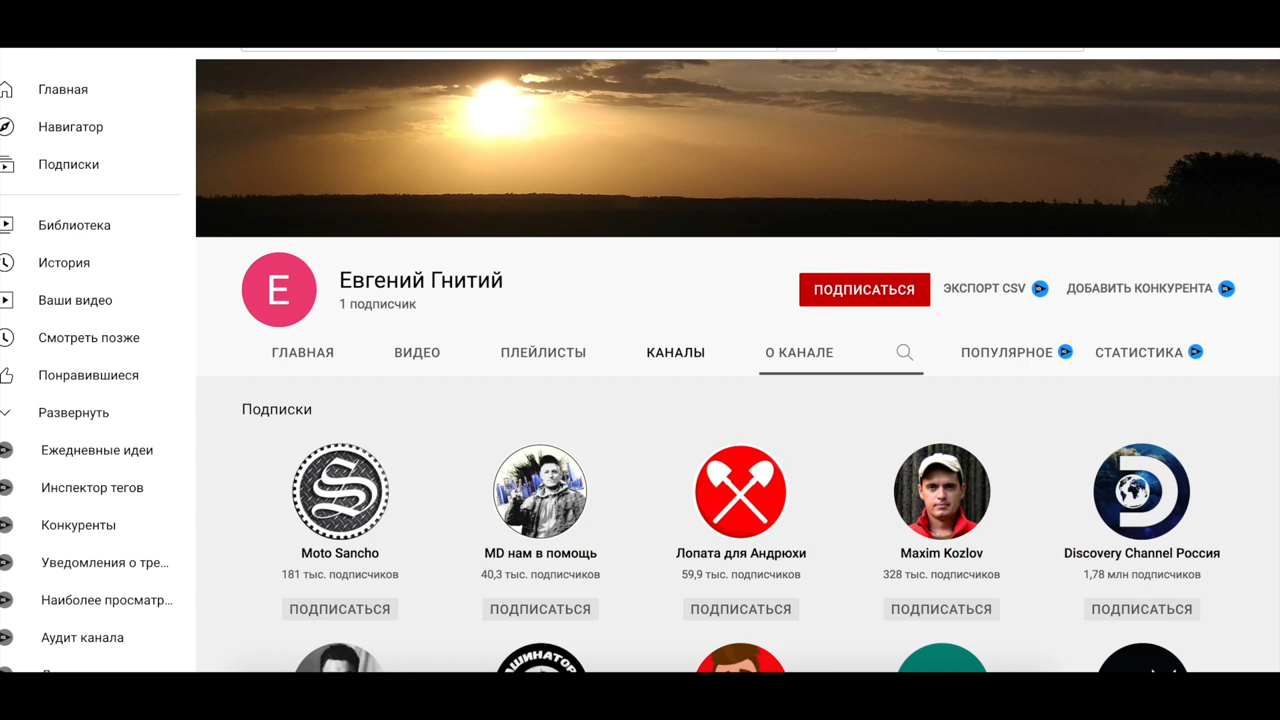 Главная
Навигатор
Подписки
Библиотека
История
Ваши видео
Смотреть позже
Понравившиеся
Развернуть
Ежедневные идеи
Инспектор тегов
Конкуренты
Уведомления о тре...
Наиболее просматр...
Аудит канала
Е
Евгений Гнитий
1 подписчик
ПОДПИСАТЬСЯ ЭКСПОРТ CSV ДОБАВИТЬ КОНКУРЕНТА
ГЛАВНАЯ ВИДЕО ПЛЕЙЛИСТЫ КАНАЛЫ О КАНАЛЕ ПОПУЛЯРНОЕ СТАТИСТИКА
Подписки
Moto Sancho MD нам в помощь Лопата для Андрюхи Maxim Kozlov Discovery Channel Россия
181 тыс. подписчиков 40,3 тыс. подписчиков 59,9 тыс. подписчиков 328 тыс. подписчиков 1,78 млн подписчиков
ПОДПИСАТЬСЯ ПОДПИСАТЬСЯ ПОДПИСАТЬСЯ ПОДПИСАТЬСЯ ПОДПИСАТЬСЯ